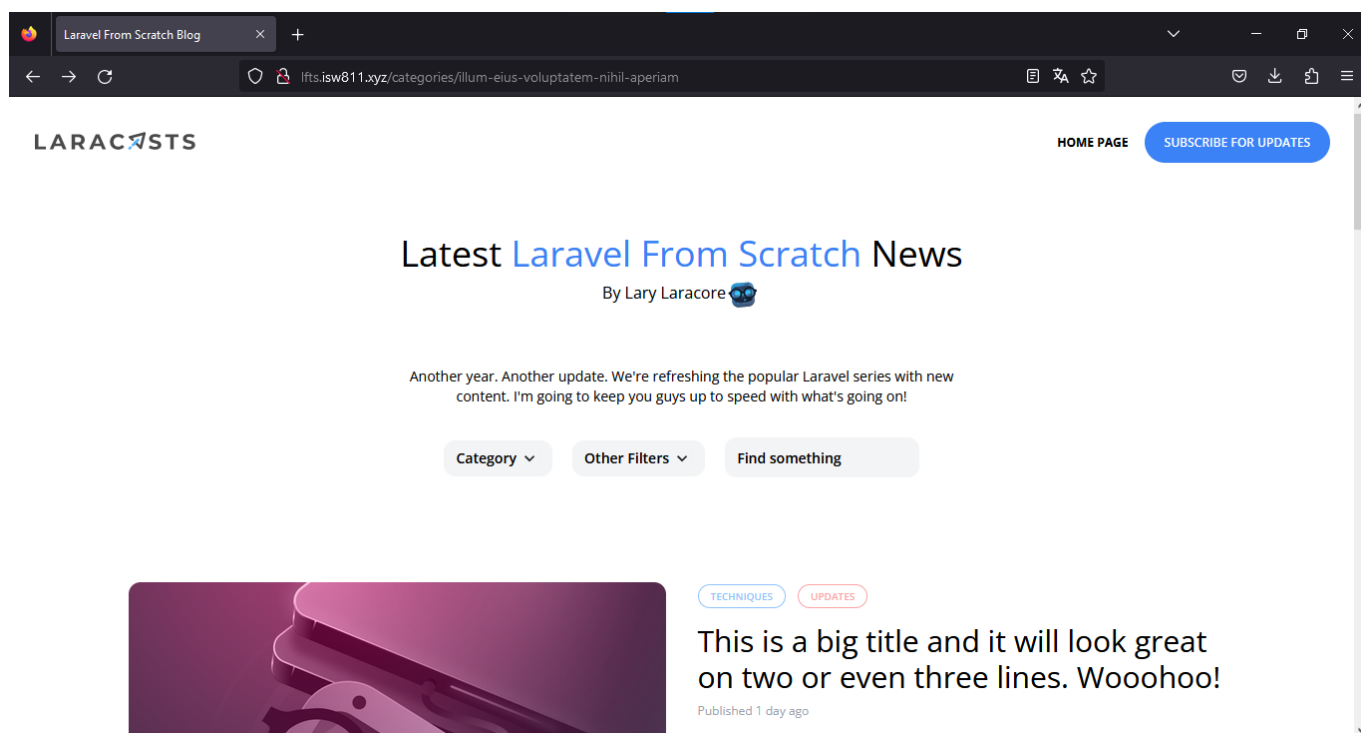 Laravel From Scratch Blog
lfts.isw811.xyz/categories/illum-eius-voluptatem-nihil-aperiam
LARACASTS
HOME PAGE
SUBSCRIBE FOR UPDATES
Latest Laravel From Scratch News
By Lary Laracore
Another year. Another update. We're refreshing the popular Laravel series with new
content. I'm going to keep you guys up to speed with what's going on!
Category
Other Filters
Find something
TECHNIQUES
UPDATES
This is a big title and it will look great
on two or even three lines. Wooohoo!
Published 1 day ago